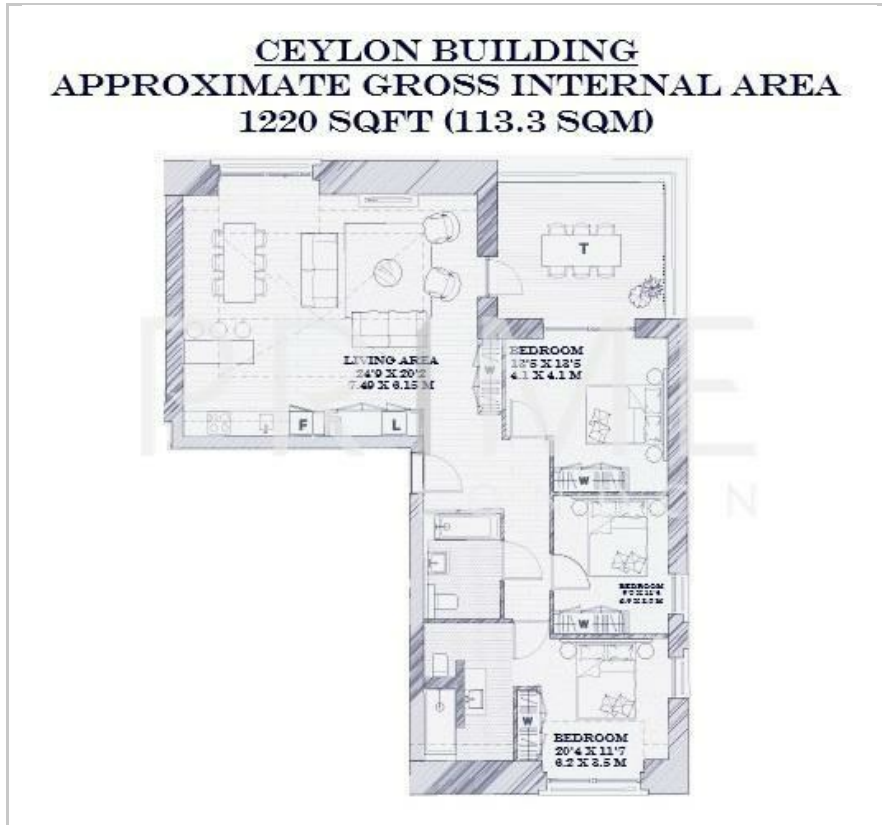 CEYLON BUILDING
APPROXIMATE GROSS INTERNAL AREA
1220 SQFT (113.3 SQM)
T
LIVING AREA
24'9 X 20'2
7.49 X 6.15 M
W
BEDROOM
13'5 X 13'5
4.1 X 4.1 M
F
L
W
BEDROOM
W
BEDROOM
20'4 X 11'7
6.2 X 3.5 M
W
PRIME